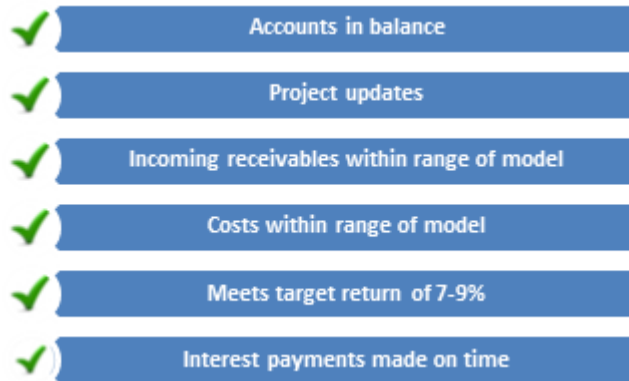 Accounts in balance
Project updates
Incoming receivables within range of model
Costs within range of model
Meets target return of 7-9%
Interest payments made on time